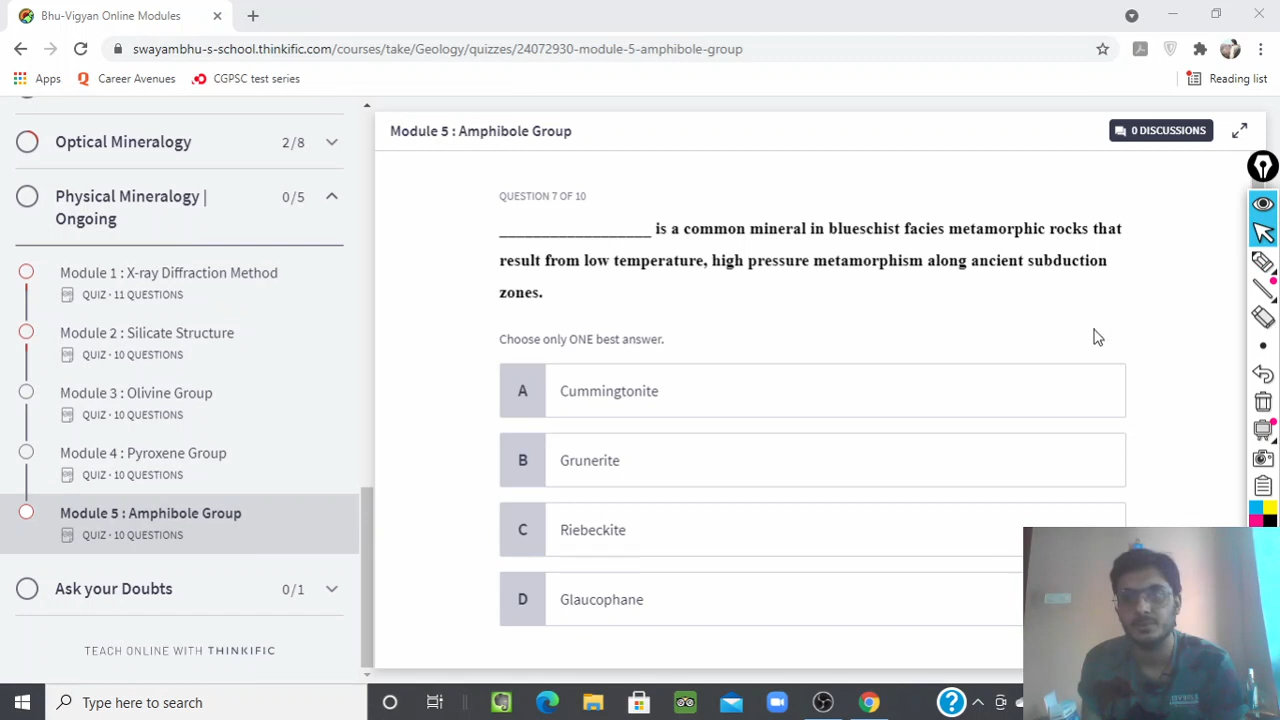 Bhu-Vigyan Online Modules
swayambhu-s-school.thinkific.com/courses/take/Geology/quizzes/24072930-module-5-amphibole-group
Apps
Career Avenues
CGPSC test series
Reading list
Optical Mineralogy 2/8
Physical Mineralogy | 0/5
Ongoing
Module 1 : X-ray Diffraction Method
QUIZ · 11 QUESTIONS
Module 2 : Silicate Structure
QUIZ · 10 QUESTIONS
Module 3 : Olivine Group
QUIZ · 10 QUESTIONS
Module 4 : Pyroxene Group
QUIZ · 10 QUESTIONS
Module 5 : Amphibole Group
QUIZ · 10 QUESTIONS
Ask your Doubts 0/1
TEACH ONLINE WITH THINKIFIC
Module 5 : Amphibole Group
0 DISCUSSIONS
QUESTION 7 OF 10
__________________ is a common mineral in blueschist facies metamorphic rocks that
result from low temperature, high pressure metamorphism along ancient subduction
zones.
Choose only ONE best answer.
A Cummingtonite
B Grunerite
C Riebeckite
D Glaucophane
Type here to search